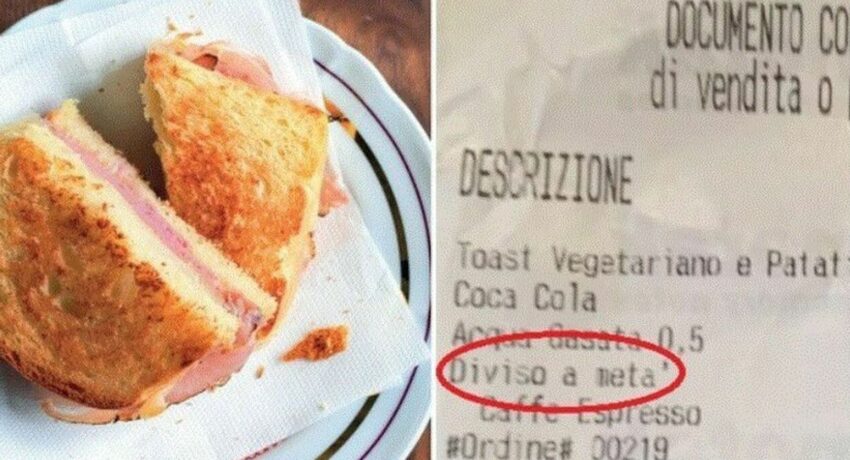 DOCUMENTO CO
di vendita o
DESCRIZIONE
Toast Vegetariano e Patat
Coca Cola
Acqua Gasata 0,5
Diviso a meta'
Caffe Espresso
#Ordine# 00219